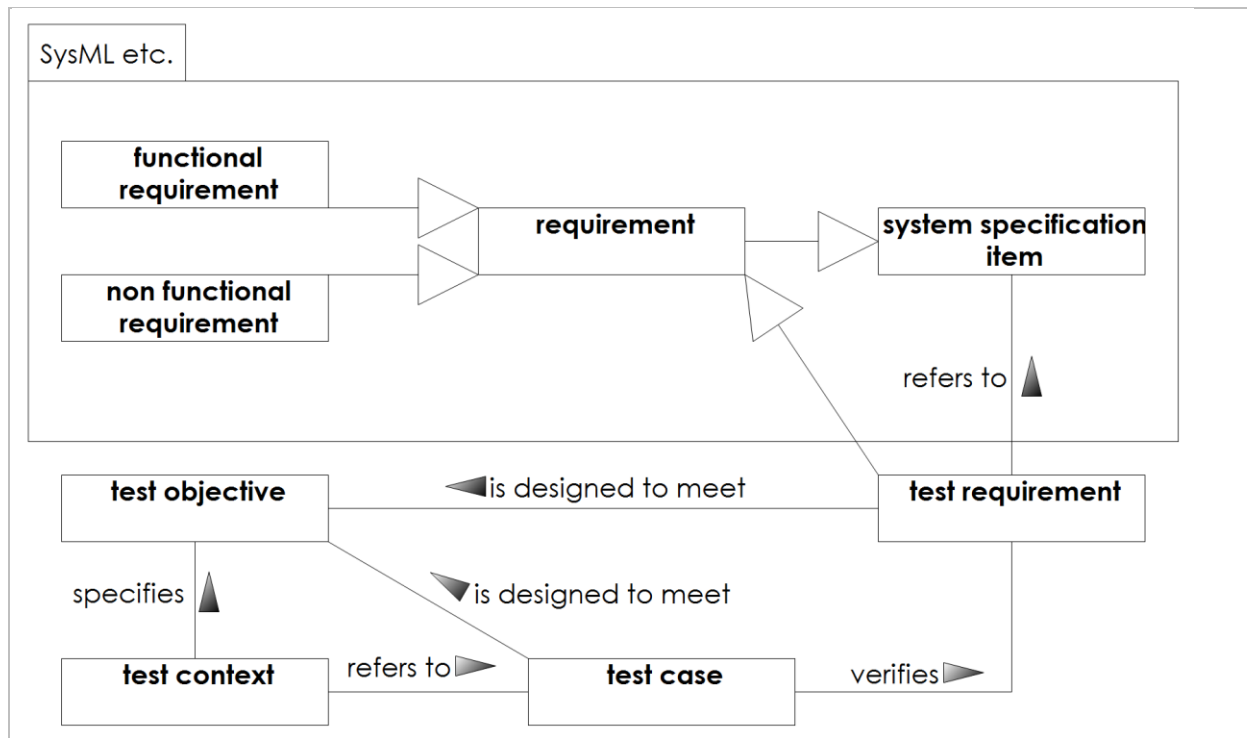 SysML etc.
functional
requirement
requirement
system specification
item
non functional
requirement
refers to
test objective
is designed to meet
test requirement
specifies
is designed to meet
test context
refers to
test case
verifies